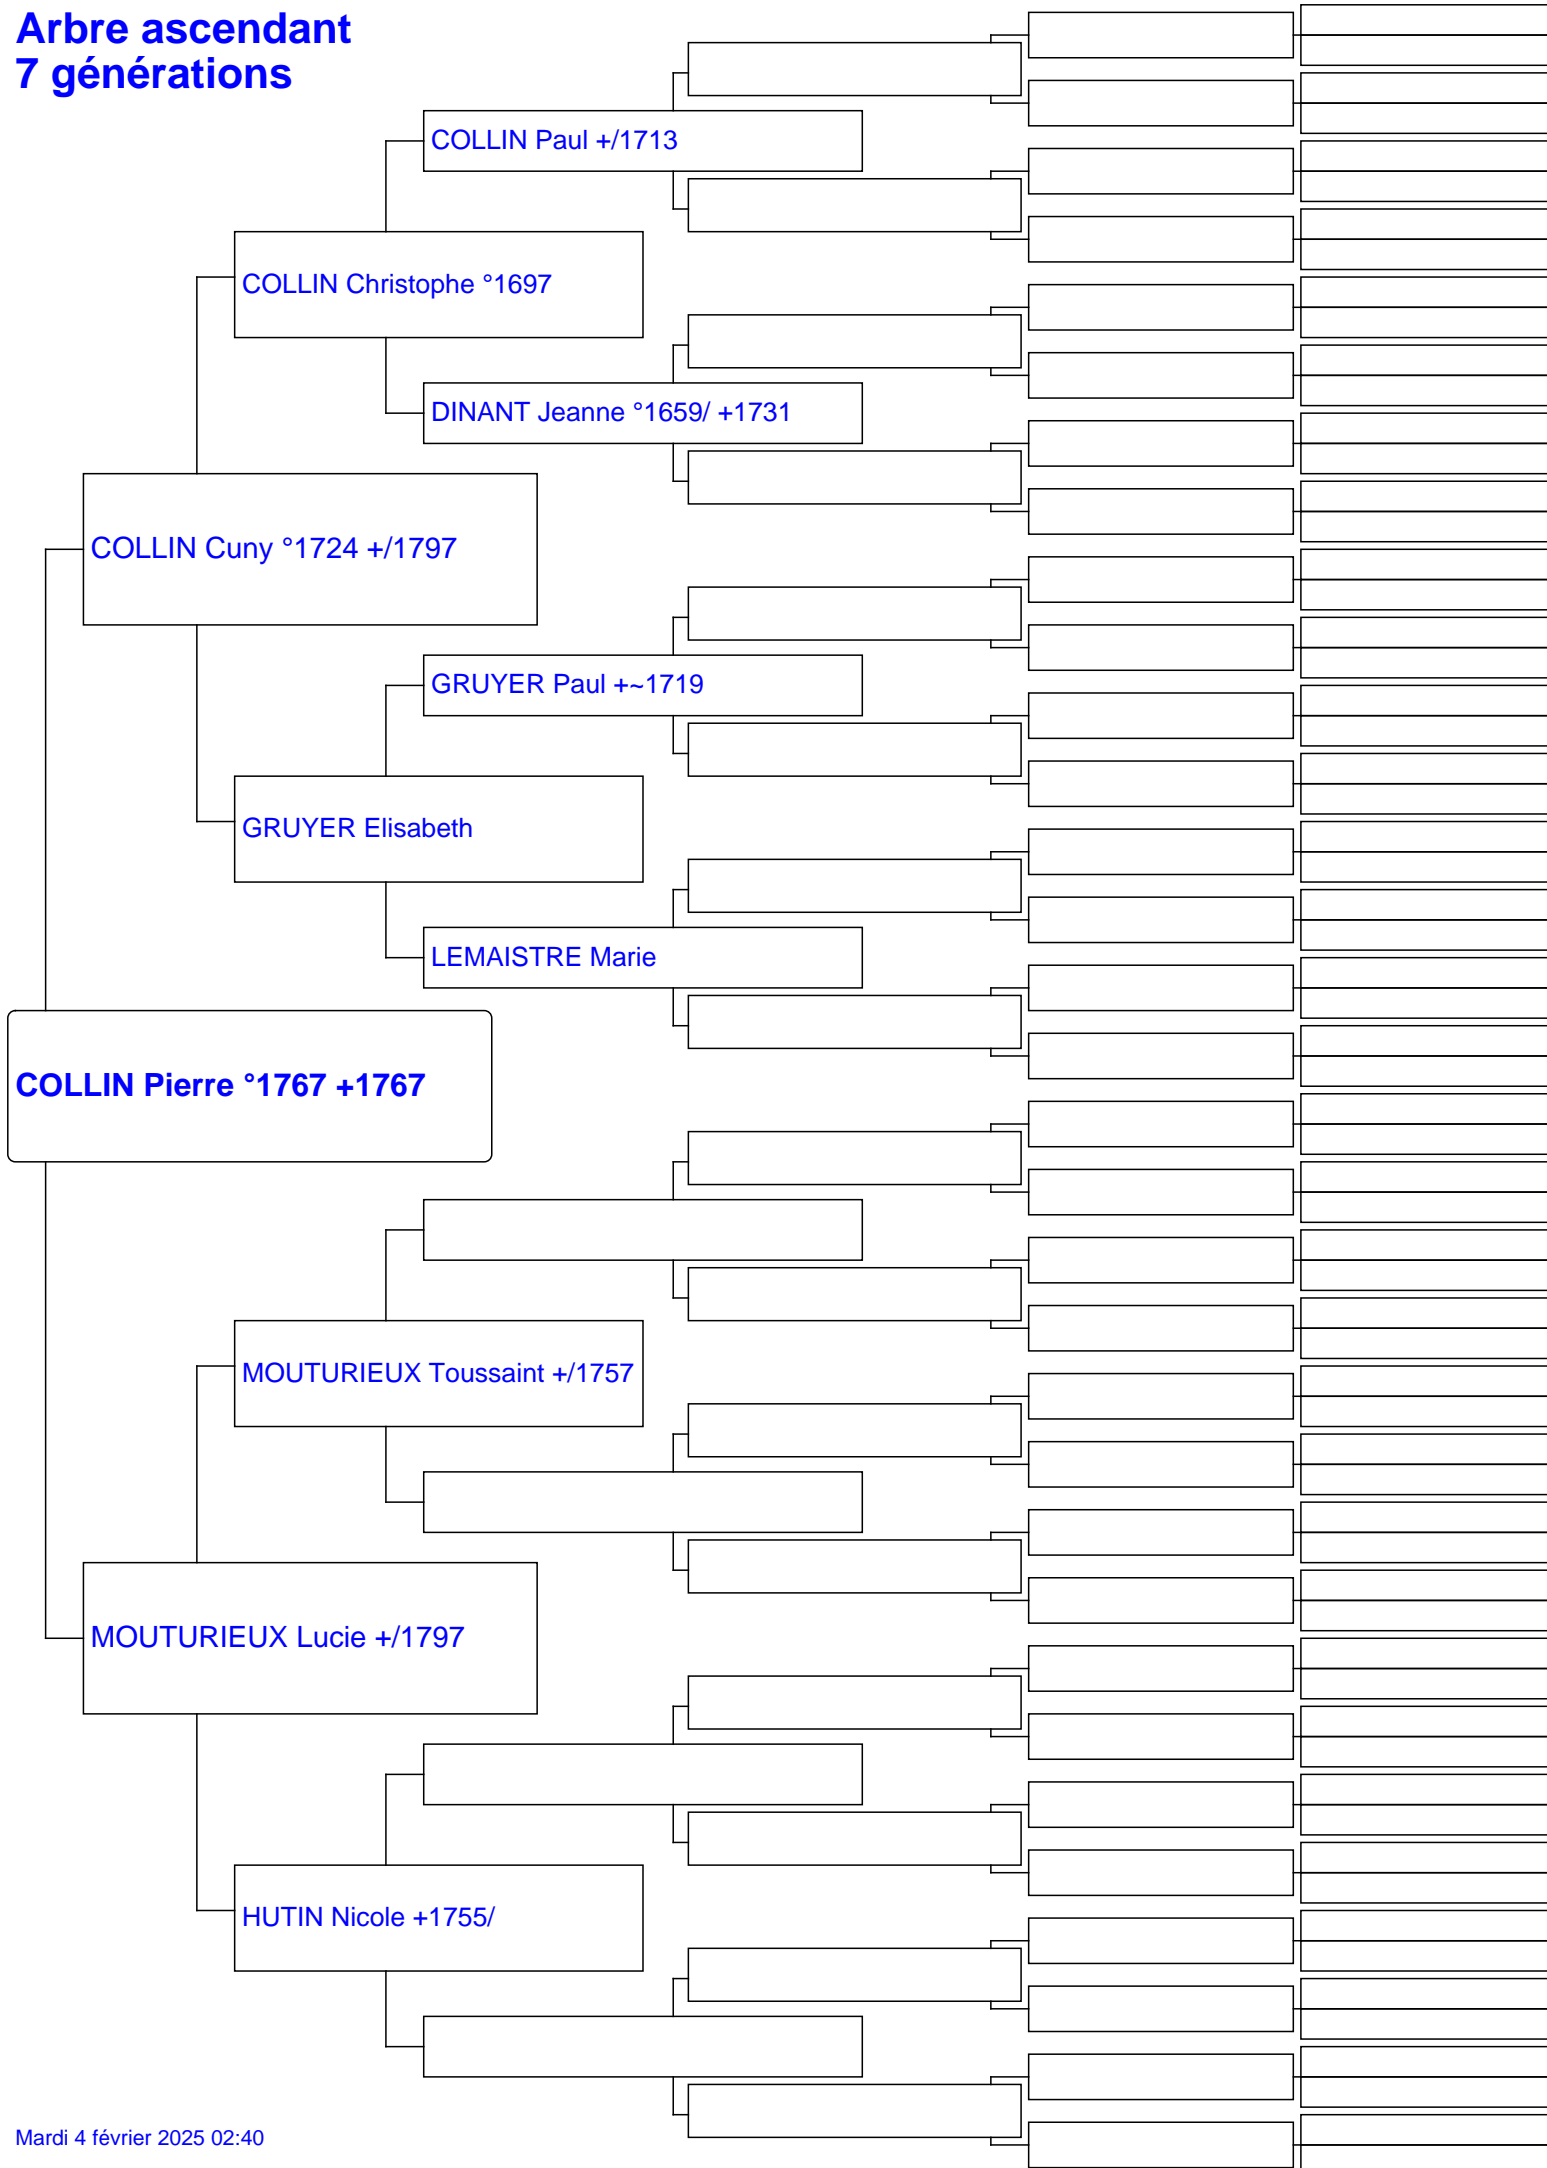 Arbre ascendant
7 générations
COLLIN Paul +/1713
COLLIN Christophe °1697
DINANT Jeanne °1659/ +1731
COLLIN Cuny °1724 +/1797
GRUYER Paul +~1719
GRUYER Elisabeth
LEMAISTRE Marie
COLLIN Pierre °1767 +1767
MOUTURIEUX Toussaint +/1757
MOUTURIEUX Lucie +/1797
HUTIN Nicole +1755/
Mardi 4 février 2025 02:40